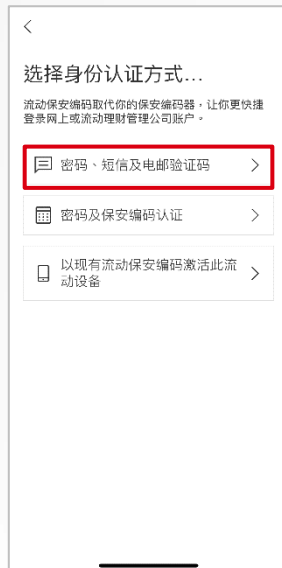 选择身份认证方式...
流动保安编码取代你的保安编码器，让你更快捷
登录网上或流动理财管理公司账户。
密码、短信及电邮验证码
密码及保安编码认证
以现有流动保安编码激活此流
动设备